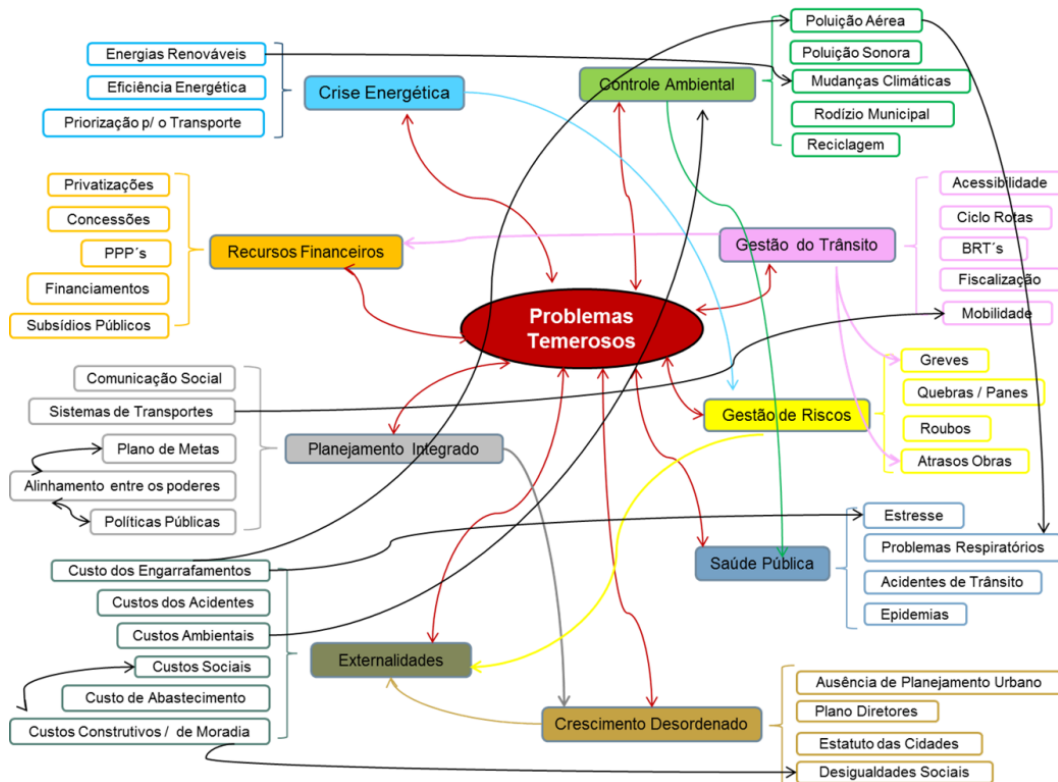 Energias Renováveis
Eficiência Energética
Priorização p/ o Transporte
Crise Energética
Controle Ambiental
Poluição Aérea
Poluição Sonora
Mudanças Climáticas
Rodízio Municipal
Reciclagem
Privatizações
Concessões
PPP´s
Financiamentos
Subsídios Públicos
Recursos Financeiros
Gestão do Trânsito
Acessibilidade
Ciclo Rotas
BRT´s
Fiscalização
Mobilidade
Problemas
Temerosos
Comunicação Social
Sistemas de Transportes
Plano de Metas
Alinhamento entre os poderes
Políticas Públicas
Planejamento Integrado
Gestão de Riscos
Greves
Quebras / Panes
Roubos
Atrasos Obras
Saúde Pública
Estresse
Problemas Respiratórios
Acidentes de Trânsito
Epidemias
Custo dos Engarrafamentos
Custos dos Acidentes
Custos Ambientais
Custos Sociais
Custo de Abastecimento
Custos Construtivos / de Moradia
Externalidades
Crescimento Desordenado
Ausência de Planejamento Urbano
Plano Diretores
Estatuto das Cidades
Desigualdades Sociais